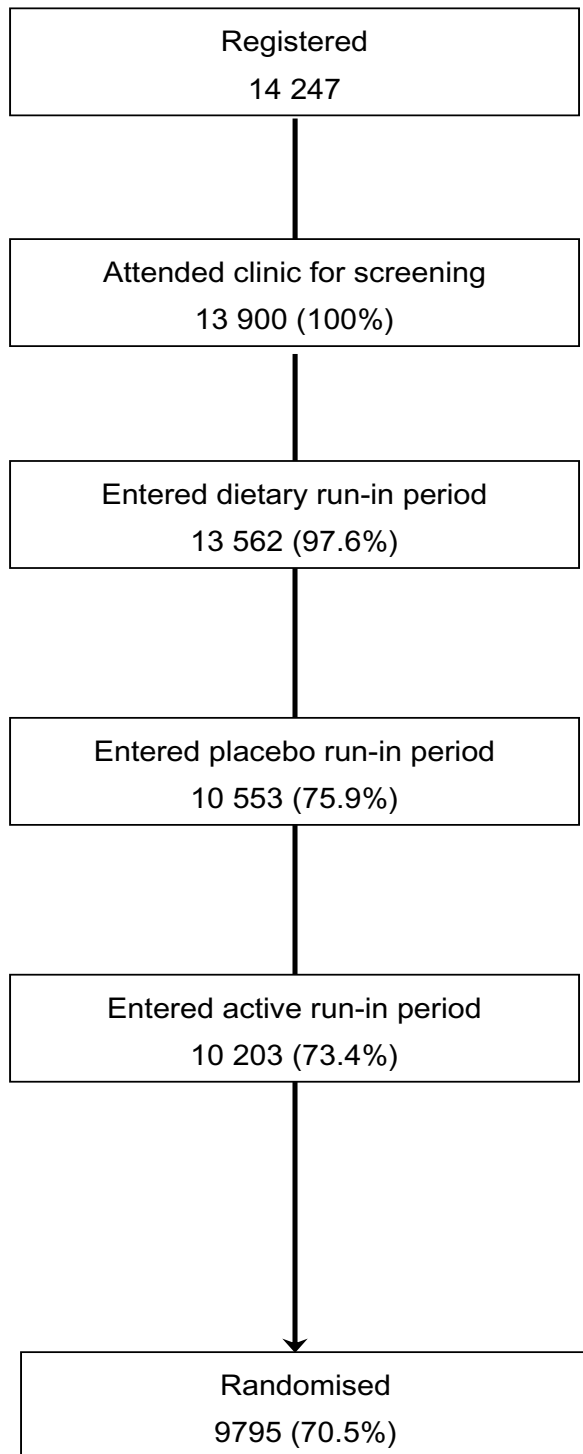 Registered
14 247
Attended clinic for screening
13 900 (100%)
Entered dietary run-in period
13 562 (97.6%)
Entered placebo run-in period
10 553 (75.9%)
Entered active run-in period
10 203 (73.4%)
Randomised
9795 (70.5%)